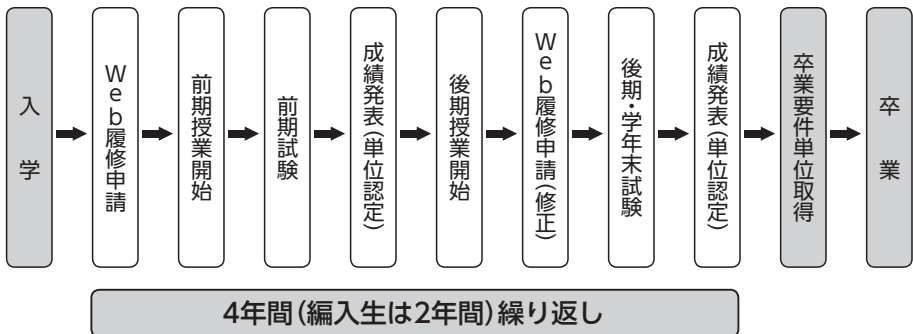 入学
Web履修申請
前期授業開始
前期試験
成績発表(単位認定)
後期授業開始
Web履修申請(修正)
後期・学年末試験
成績発表(単位認定)
卒業要件単位取得
卒業
4年間(編入生は2年間)繰り返し